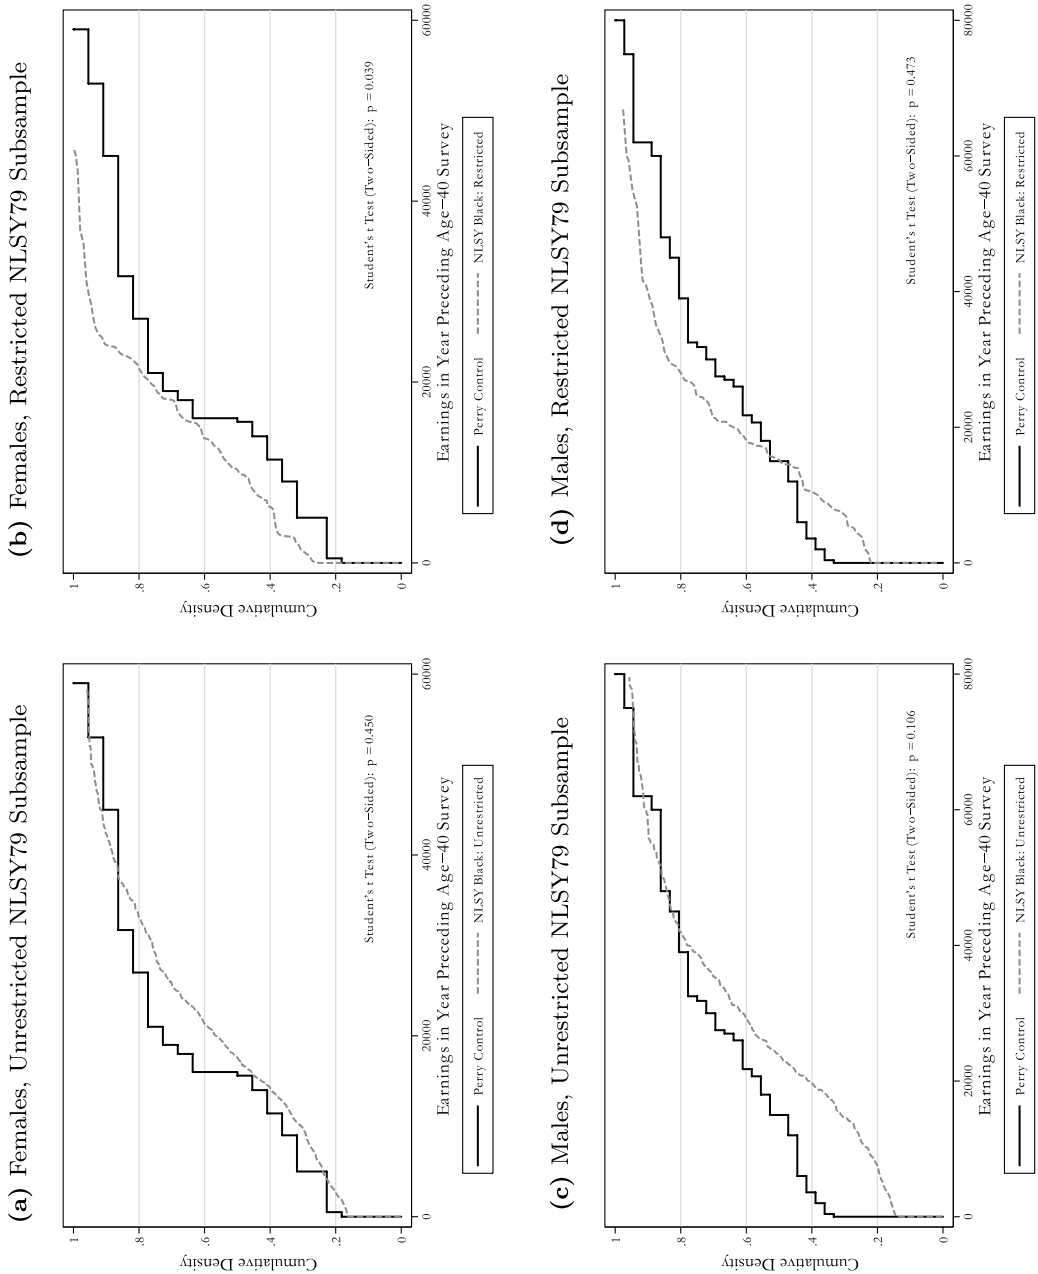 (a) Females, Unrestricted NLSY79 Subsample
Cumulative Density
1
.8
.6
.4
.2
0
Student's t Test (Two−Sided): p = 0.450
0
20000
40000
60000
Earnings in Year Preceding Age−40 Survey
Perry Control
NLSY Black: Unrestricted
(b) Females, Restricted NLSY79 Subsample
Cumulative Density
1
.8
.6
.4
.2
0
Student's t Test (Two−Sided): p = 0.039
0
20000
40000
60000
Earnings in Year Preceding Age−40 Survey
Perry Control
NLSY Black: Restricted
(c) Males, Unrestricted NLSY79 Subsample
Cumulative Density
1
.8
.6
.4
.2
0
Student's t Test (Two−Sided): p = 0.106
0
20000
40000
60000
80000
Earnings in Year Preceding Age−40 Survey
Perry Control
NLSY Black: Unrestricted
(d) Males, Restricted NLSY79 Subsample
Cumulative Density
1
.8
.6
.4
.2
0
Student's t Test (Two−Sided): p = 0.473
0
20000
40000
60000
80000
Earnings in Year Preceding Age−40 Survey
Perry Control
NLSY Black: Restricted